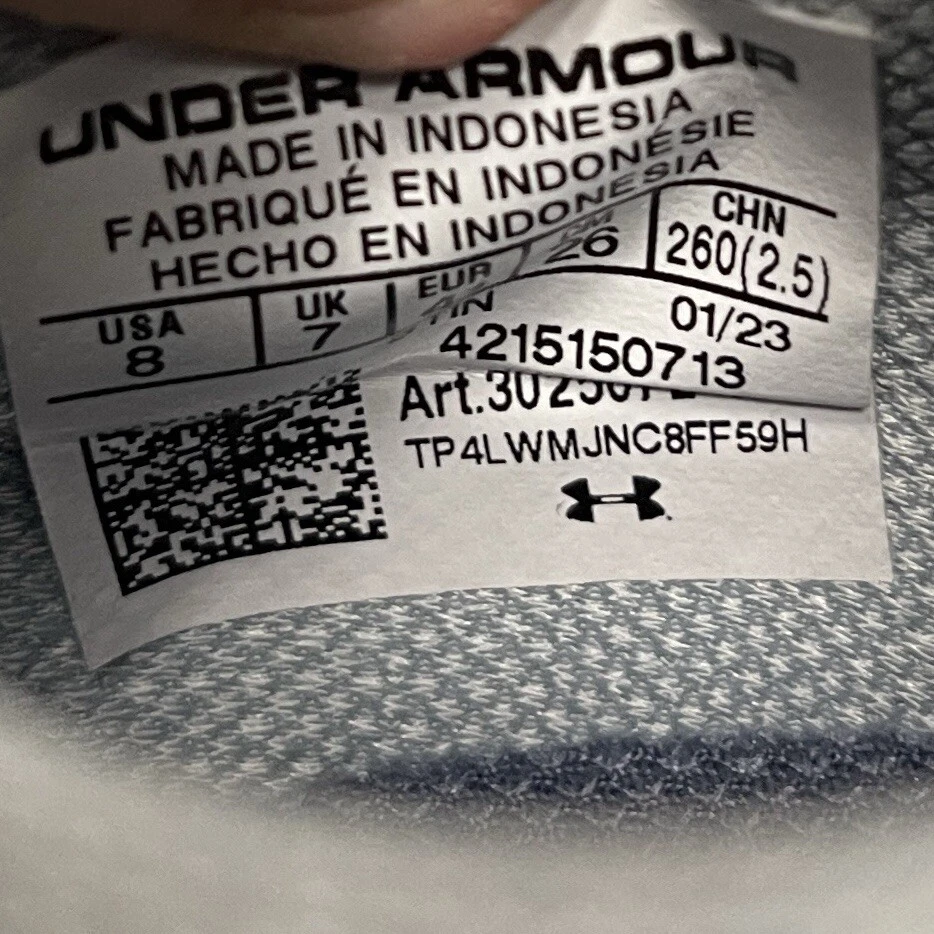 UNDER ARMOUR
MADE IN INDONESIA
FABRIQUÉ EN INDONÉSIE
HECHO EN INDONESIA
USA UK EUR CM CHN
8 7 26 260(2.5)
01/23
4215150713
TP4LWMJNC8FF59H